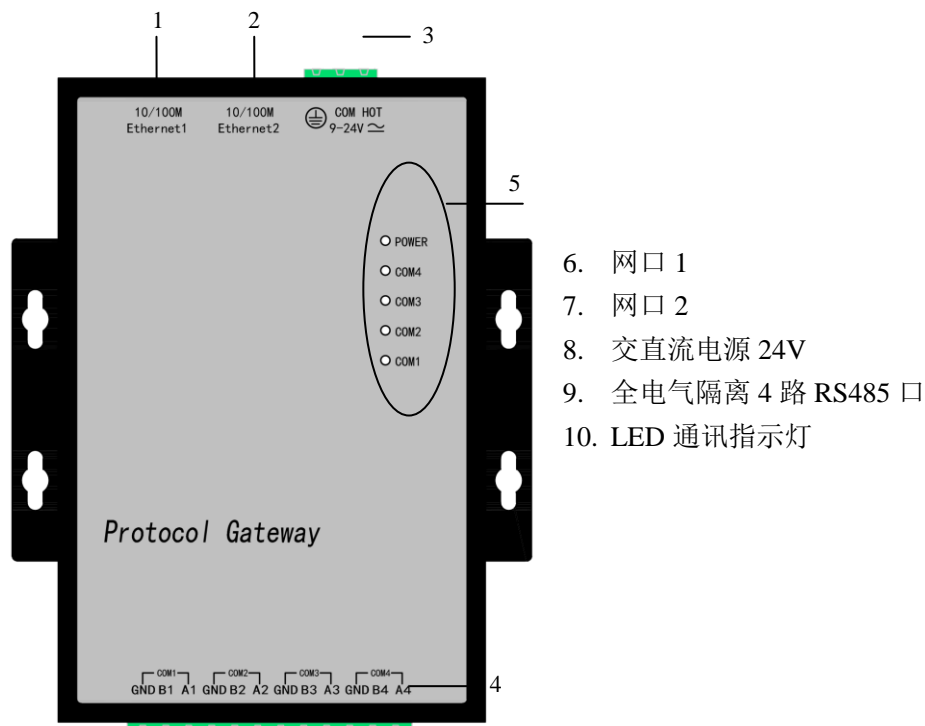 1 2 3
10/100M 10/100M COM HOT
Ethernet1 Ethernet2 9-24V ≂
5
POWER
COM4
COM3
COM2
COM1
6. 网口 1
7. 网口 2
8. 交直流电源 24V
9. 全电气隔离 4 路 RS485 口
10. LED 通讯指示灯
Protocol Gateway
COM1 COM2 COM3 COM4
GND B1 A1 GND B2 A2 GND B3 A3 GND B4 A4
4